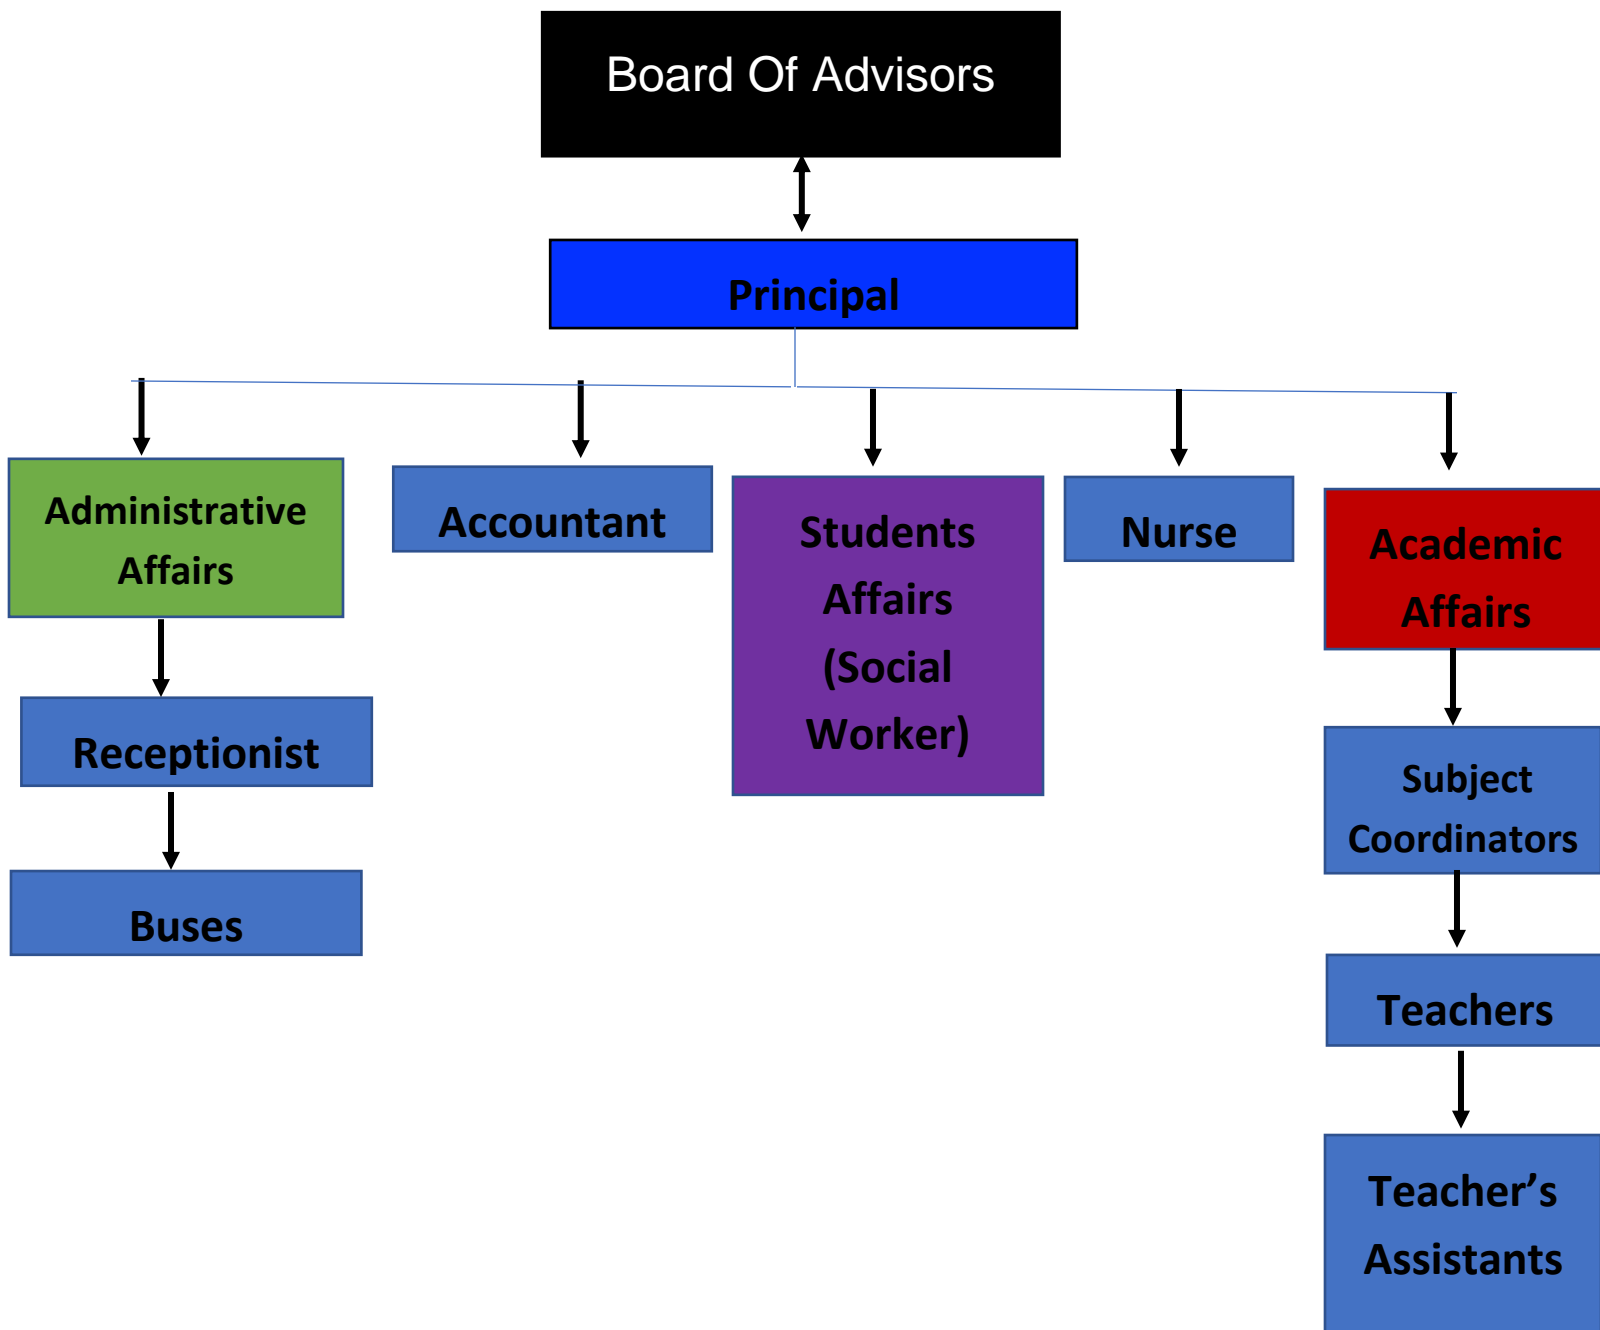 Board Of Advisors
Principal
Administrative
Affairs
Accountant
Students
Affairs
(Social
Worker)
Nurse
Academic
Affairs
Receptionist
Buses
Subject
Coordinators
Teachers
Teacher’s
Assistants